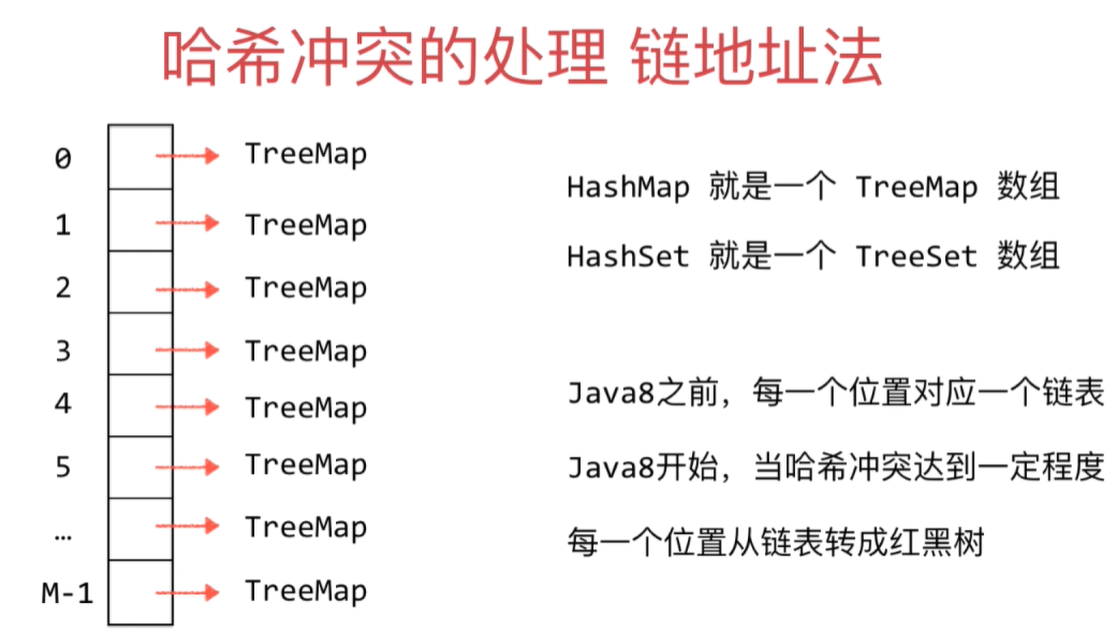 哈希冲突的处理 链地址法
0 TreeMap
1 TreeMap
2 TreeMap
3 TreeMap
4 TreeMap
5 TreeMap
… TreeMap
M-1 TreeMap
HashMap 就是一个 TreeMap 数组
HashSet 就是一个 TreeSet 数组
Java8之前，每一个位置对应一个链表
Java8开始，当哈希冲突达到一定程度
每一个位置从链表转成红黑树